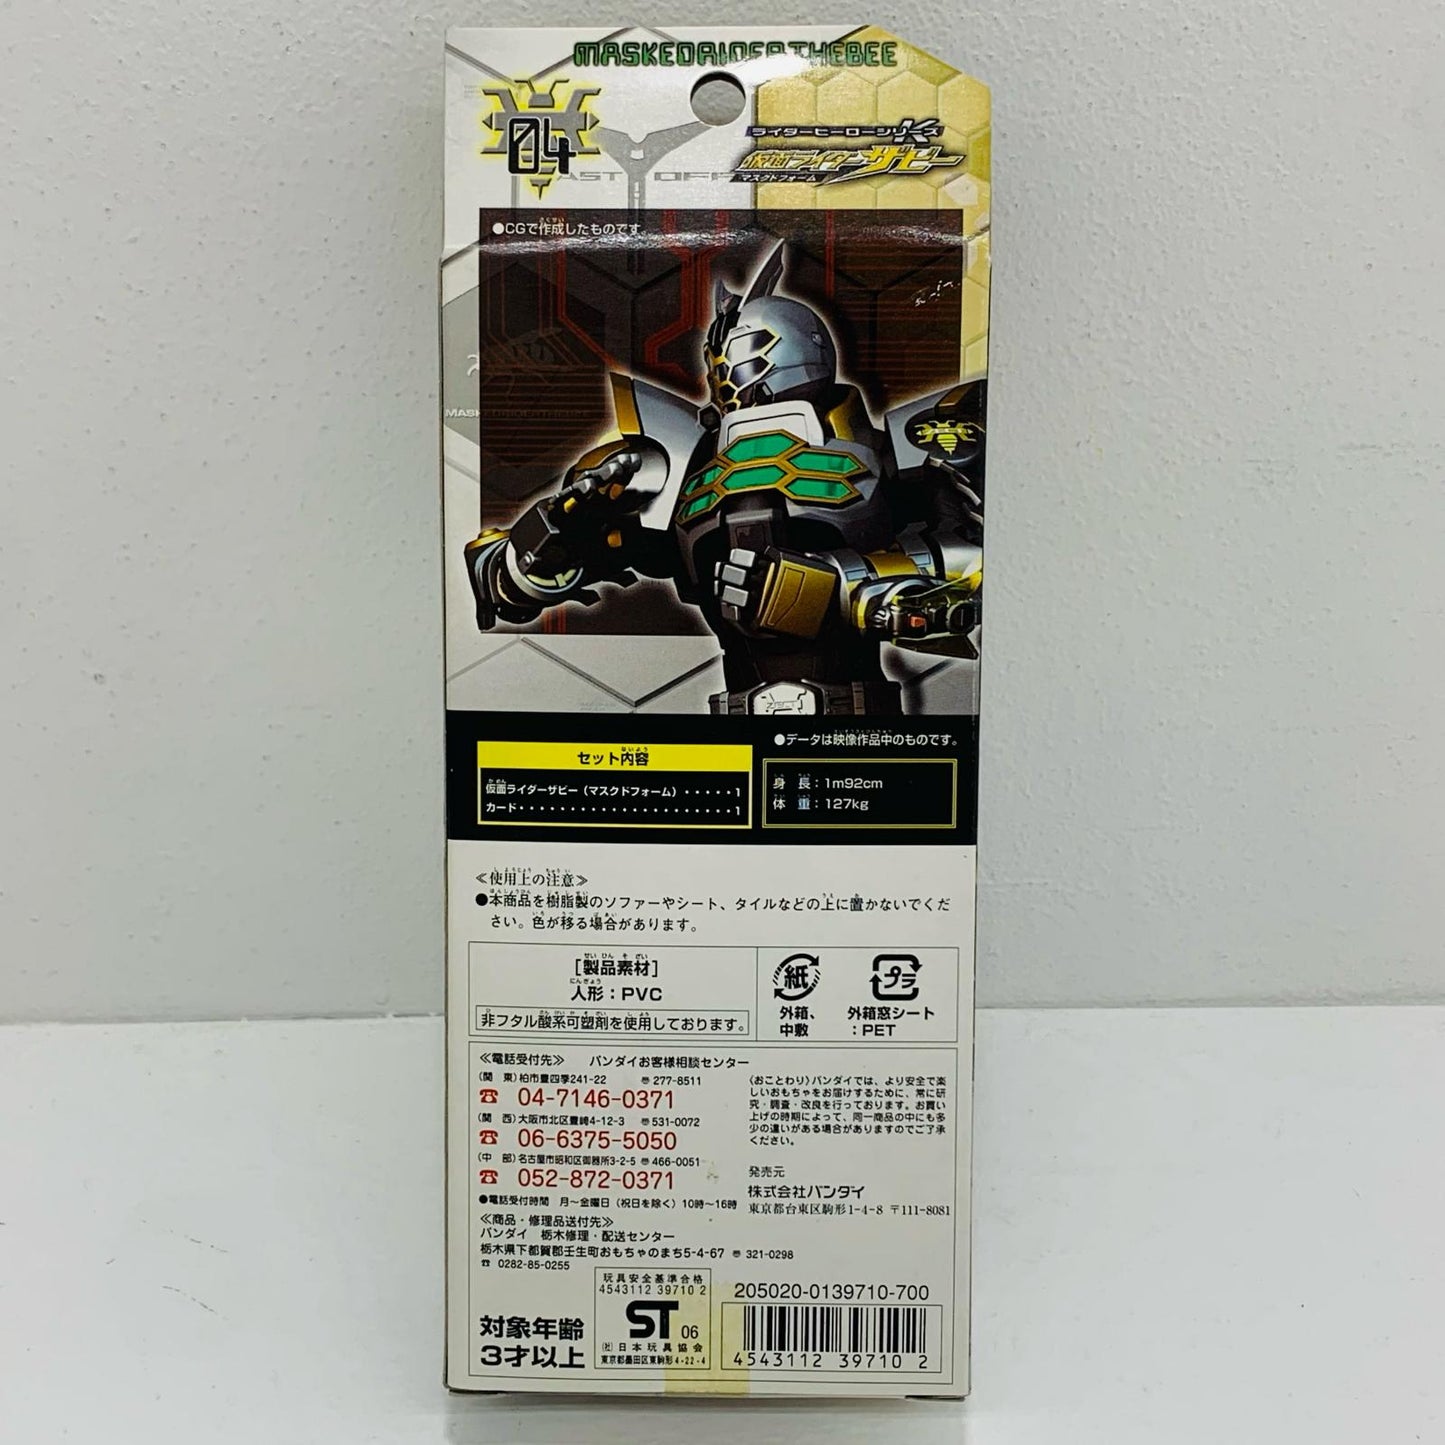 MASKEDRIDERTHEBEE
04
ライダーヒーローシリーズK
仮面ライダーザビー
マスクドフォーム
CAST OFF
●CGで作成したものです。
●データは映像作品中のものです。
セット内容
仮面ライダーザビー（マスクドフォーム）・・・・・1
カード・・・・・・・・・・・・・・・・・・・・・1
身 長：1m92cm
体 重：127kg
≪使用上の注意≫
●本商品を樹脂製のソファーやシート、タイルなどの上に置かないでくだ
さい。色が移る場合があります。
［製品素材］
人形：PVC
非フタル酸系可塑剤を使用しております。
紙
外箱、
中敷
プラ
外箱窓シート
：PET
≪電話受付先≫ バンダイお客様相談センター
（関 東）柏市豊四季241-22 〠277-8511
☎ 04-7146-0371
（関 西）大阪市北区豊崎4-12-3 〠531-0072
☎ 06-6375-5050
（中 部）名古屋市昭和区御器所3-2-5 〠466-0051
☎ 052-872-0371
●電話受付時間 月〜金曜日（祝日を除く）10時〜16時
≪商品・修理品送付先≫
バンダイ 栃木修理・配送センター
栃木県下都賀郡壬生町おもちゃのまち5-4-67 〠321-0298
☎ 0282-85-0255
〈おことわり〉バンダイでは、より安全で楽
しいおもちゃをお届けするために、常に研
究・調査・改良を行っております。お買い
上げの時期によって、同一商品の中にも多
少の違いがある場合がありますのでご了承
ください。
発売元
株式会社バンダイ
東京都台東区駒形1-4-8 〒111-8081
対象年齢
3才以上
玩具安全基準合格
4543112 39710 2
ST 06
(社)日本玩具協会
東京都墨田区東駒形4-22-4
205020-0139710-700
4 543112 39710 2